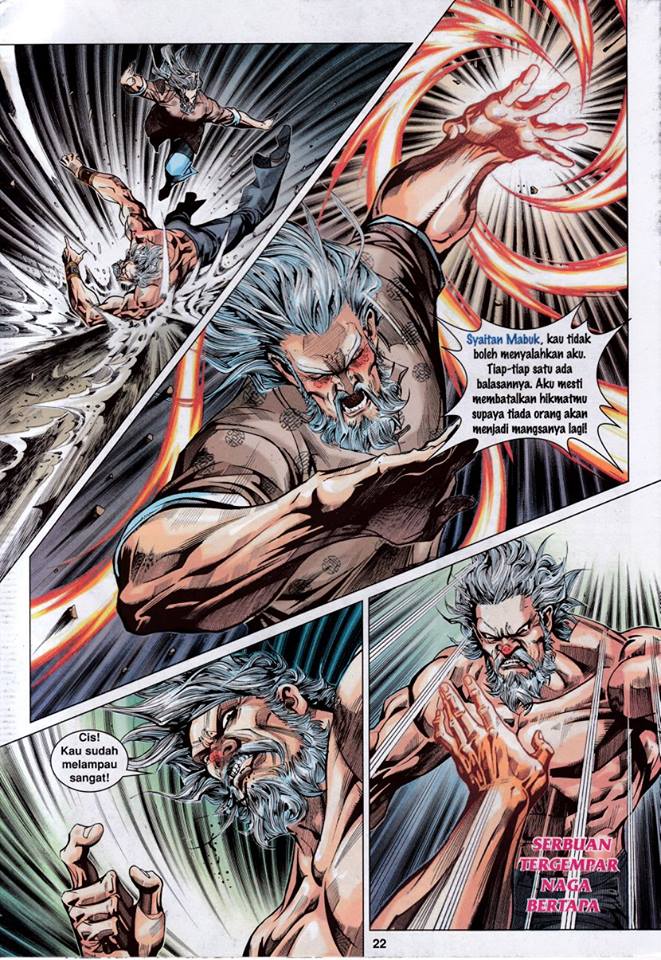 Syaitan Mabuk, kau tidak
boleh menyalahkan aku.
Tiap-tiap satu ada
balasannya. Aku mesti
membatalkan hikmatmu
supaya tiada orang akan
menjadi mangsanya lagi!
Cis!
Kau sudah
melampau
sangat!
SERBUAN
TERGEMPAR
NAGA
BERTAPA
22